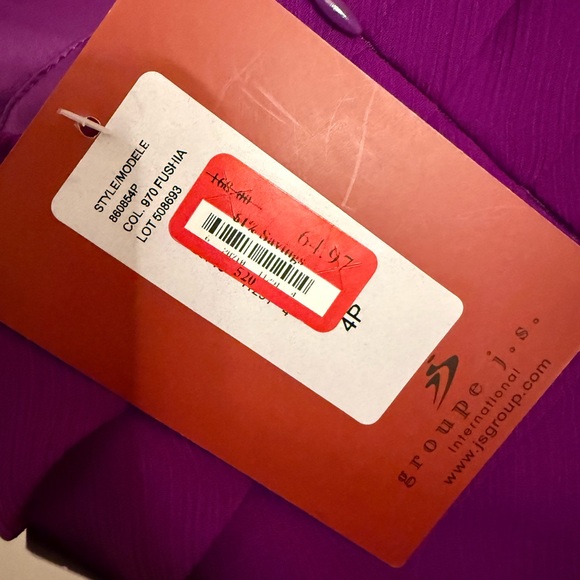 STYLE/MODELE
860854P
COL. 970 FUSHIA
LOT 508693
168.00
61% Savings
64.97
S20
4P
groupe j.s.
international
www.jsgroup.com